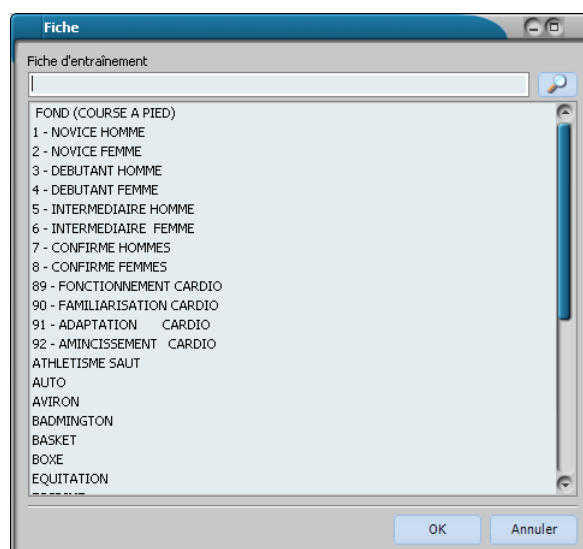 Fiche
Fiche d'entraînement
FOND (COURSE A PIED)
1 - NOVICE HOMME
2 - NOVICE FEMME
3 - DEBUTANT HOMME
4 - DEBUTANT FEMME
5 - INTERMEDIAIRE HOMME
6 - INTERMEDIAIRE FEMME
7 - CONFIRME HOMMES
8 - CONFIRME FEMMES
89 - FONCTIONNEMENT CARDIO
90 - FAMILIARISATION CARDIO
91 - ADAPTATION CARDIO
92 - AMINCISSEMENT CARDIO
ATHLETISME SAUT
AUTO
AVIRON
BADMINGTON
BASKET
BOXE
EQUITATION
OK Annuler